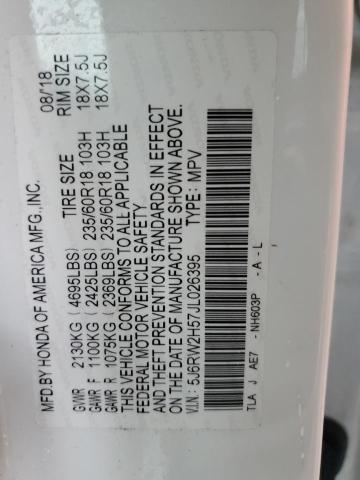 MFD.BY HONDA OF AMERICA MFG., INC. 08/18
TIRE SIZE RIM SIZE
GVWR 2130KG ( 4695LBS)
GAWR F 1100KG ( 2425LBS) 235/60R18 103H 18X7.5J
GAWR R 1075KG ( 2369LBS) 235/60R18 103H 18X7.5J
THIS VEHICLE CONFORMS TO ALL APPLICABLE
FEDERAL MOTOR VEHICLE SAFETY
AND THEFT PREVENTION STANDARDS IN EFFECT
ON THE DATE OF MANUFACTURE SHOWN ABOVE.
V.I.N: 5J6RW2H57JL026395 TYPE: MPV
TLA J AE7 -NH603P -A-L